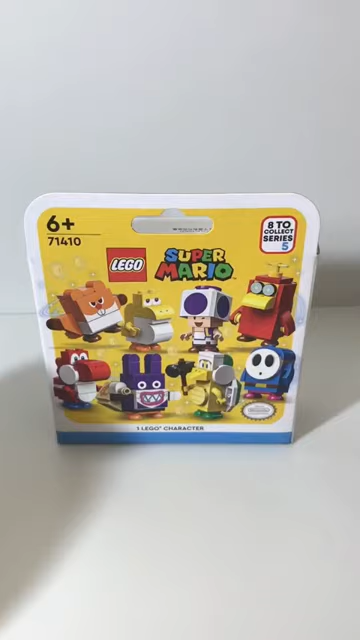 6+
71410
8 TO
COLLECT
SERIES
5
LEGO
SUPER
MARIO
1 LEGO® CHARACTER